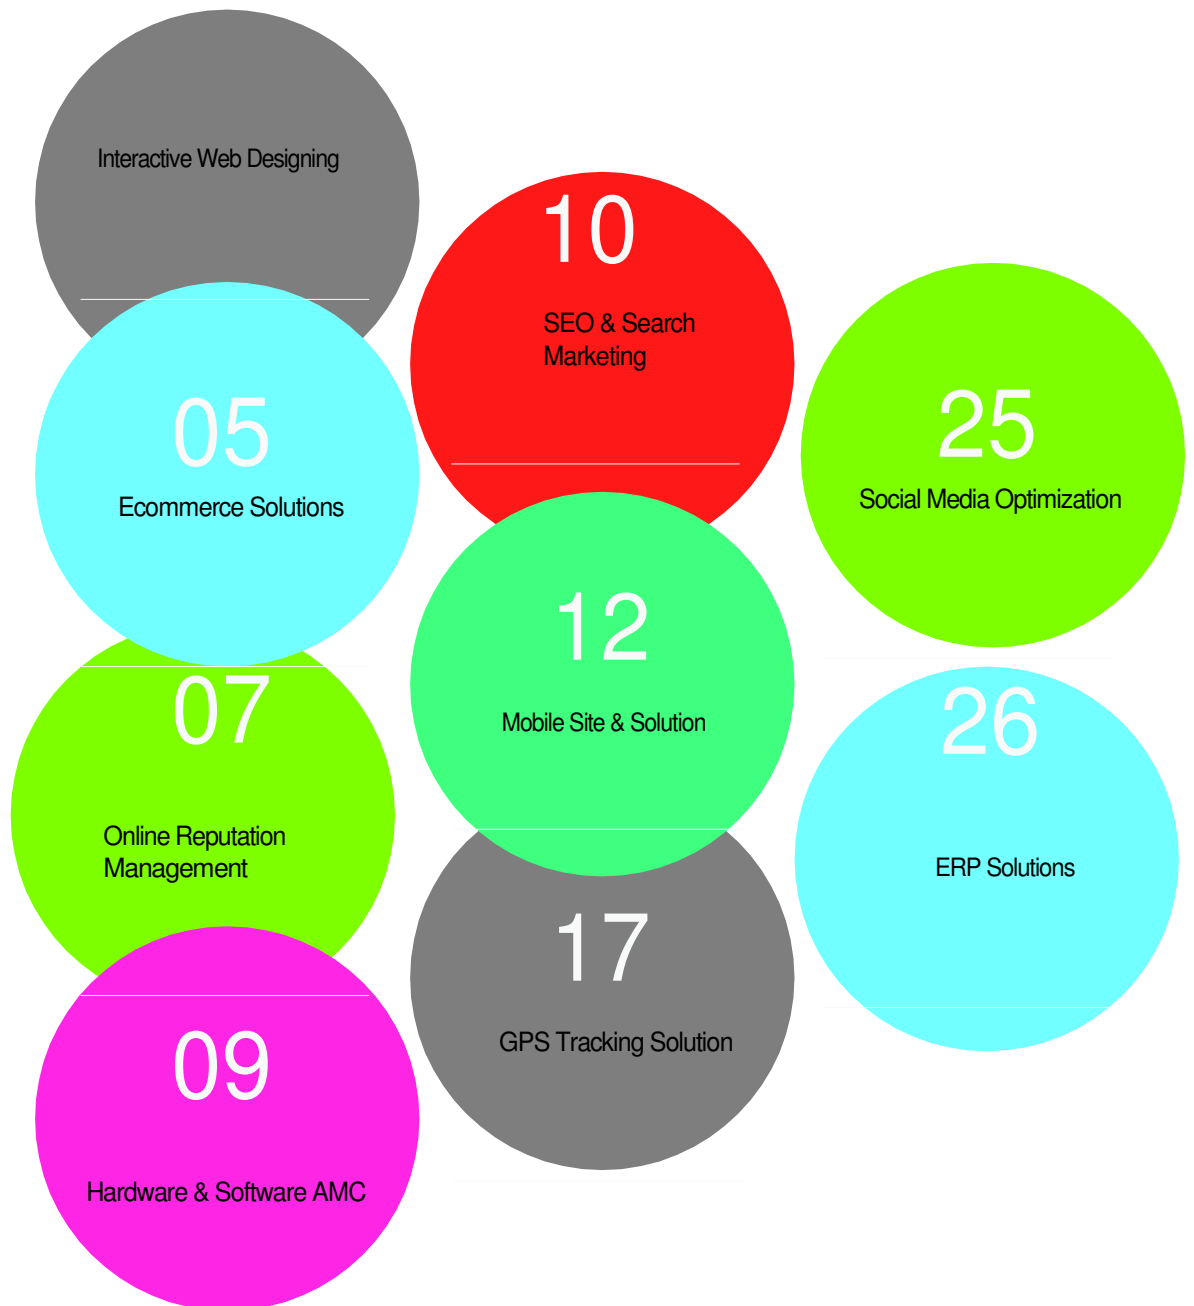 Interactive Web Designing
05
Ecommerce Solutions
07
Online Reputation
Management
09
Hardware & Software AMC
10
SEO & Search
Marketing
12
Mobile Site & Solution
17
GPS Tracking Solution
25
Social Media Optimization
26
ERP Solutions